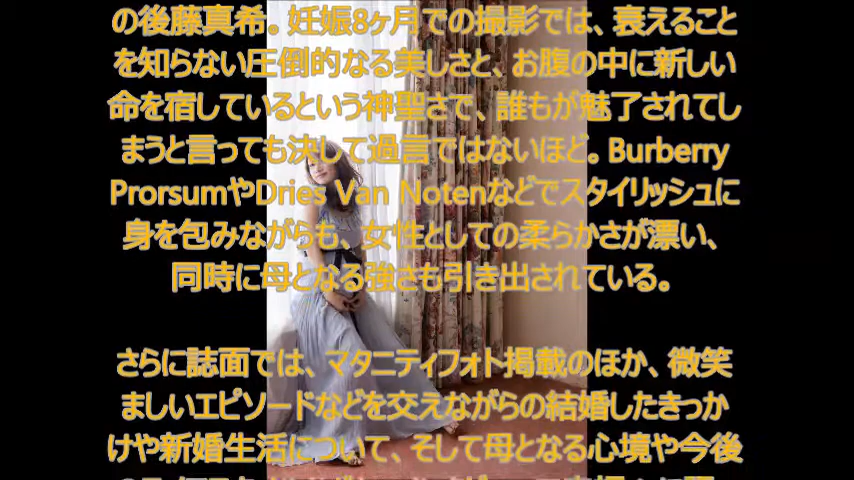 の後藤真希。妊娠8ヶ月での撮影では、衰えること
を知らない圧倒的なる美しさと、お腹の中に新しい
命を宿しているという神聖さで、誰もが魅了されてし
まうと言っても決して過言ではないほど。Burberry
ProrsumやDries Van Notenなどでスタイリッシュに
身を包みながらも、女性としての柔らかさが漂い、
同時に母となる強さも引き出されている。
さらに誌面では、マタニティフォト掲載のほか、微笑
ましいエピソードなどを交えながらの結婚したきっか
けや新婚生活について、そして母となる心境や今後